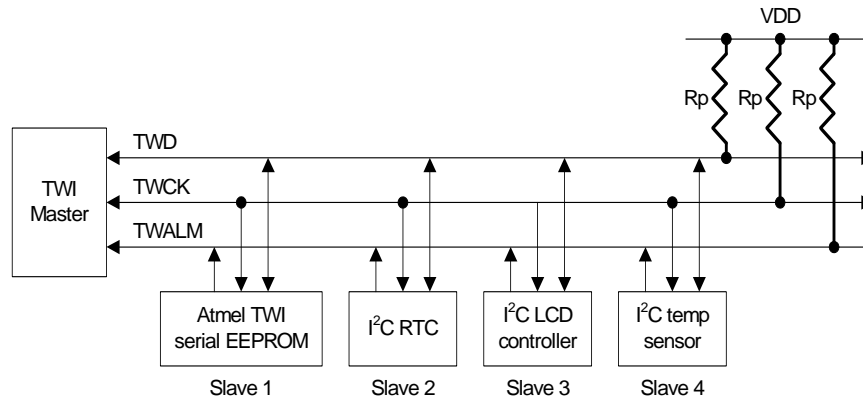 VDD
Rp Rp Rp
TWD
TWI
Master
TWCK
TWALM
Atmel TWI
serial EEPROM
I²C RTC
I²C LCD
controller
I²C temp
sensor
Slave 1 Slave 2 Slave 3 Slave 4